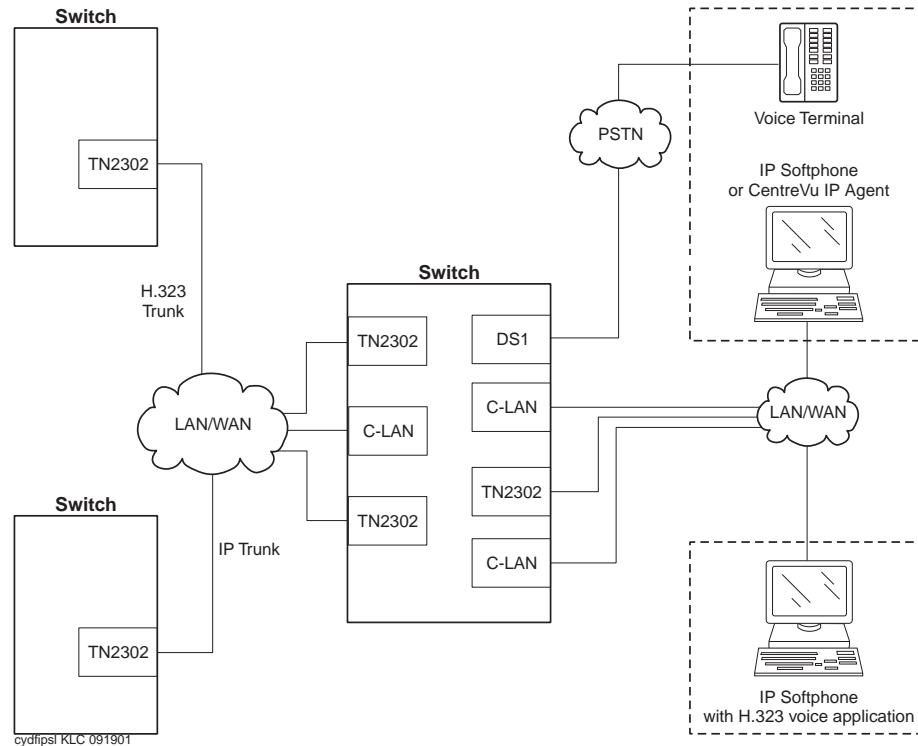 Switch
TN2302
H.323
Trunk
LAN/WAN
IP Trunk
Switch
TN2302
cydfipsl KLC 091901
Switch
TN2302
C-LAN
TN2302
DS1
C-LAN
TN2302
C-LAN
PSTN
Voice Terminal
IP Softphone
or CentreVu IP Agent
LAN/WAN
IP Softphone
with H.323 voice application